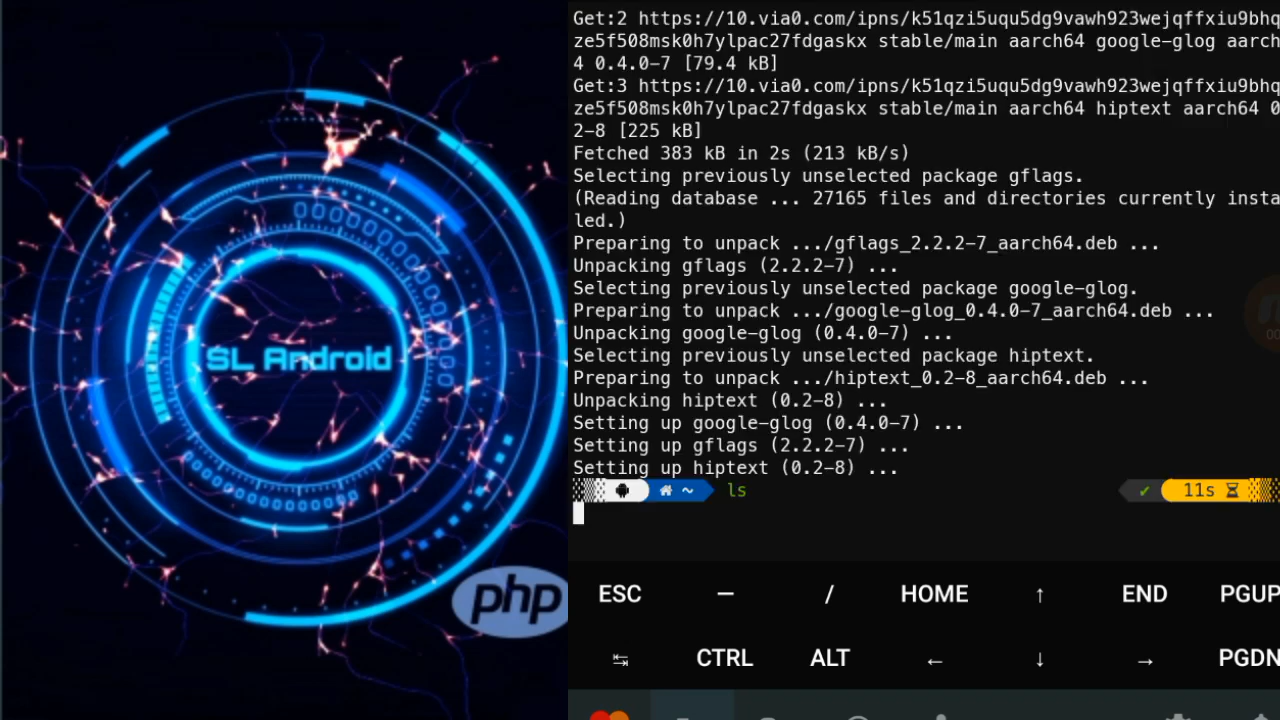 SL Android
php
Get:2 https://10.via0.com/ipns/k51qzi5uqu5dg9vawh923wejqffxiu9bhq
ze5f508msk0h7ylpac27fdgaskx stable/main aarch64 google-glog aarch
4 0.4.0-7 [79.4 kB]
Get:3 https://10.via0.com/ipns/k51qzi5uqu5dg9vawh923wejqffxiu9bhq
ze5f508msk0h7ylpac27fdgaskx stable/main aarch64 hiptext aarch64 0
2-8 [225 kB]
Fetched 383 kB in 2s (213 kB/s)
Selecting previously unselected package gflags.
(Reading database ... 27165 files and directories currently insta
led.)
Preparing to unpack .../gflags_2.2.2-7_aarch64.deb ...
Unpacking gflags (2.2.2-7) ...
Selecting previously unselected package google-glog.
Preparing to unpack .../google-glog_0.4.0-7_aarch64.deb ...
Unpacking google-glog (0.4.0-7) ...
Selecting previously unselected package hiptext.
Preparing to unpack .../hiptext_0.2-8_aarch64.deb ...
Unpacking hiptext (0.2-8) ...
Setting up google-glog (0.4.0-7) ...
Setting up gflags (2.2.2-7) ...
Setting up hiptext (0.2-8) ...
~ ls ✓ 11s
ESC — / HOME ↑ END PGUP
↹ CTRL ALT ← ↓ → PGDN